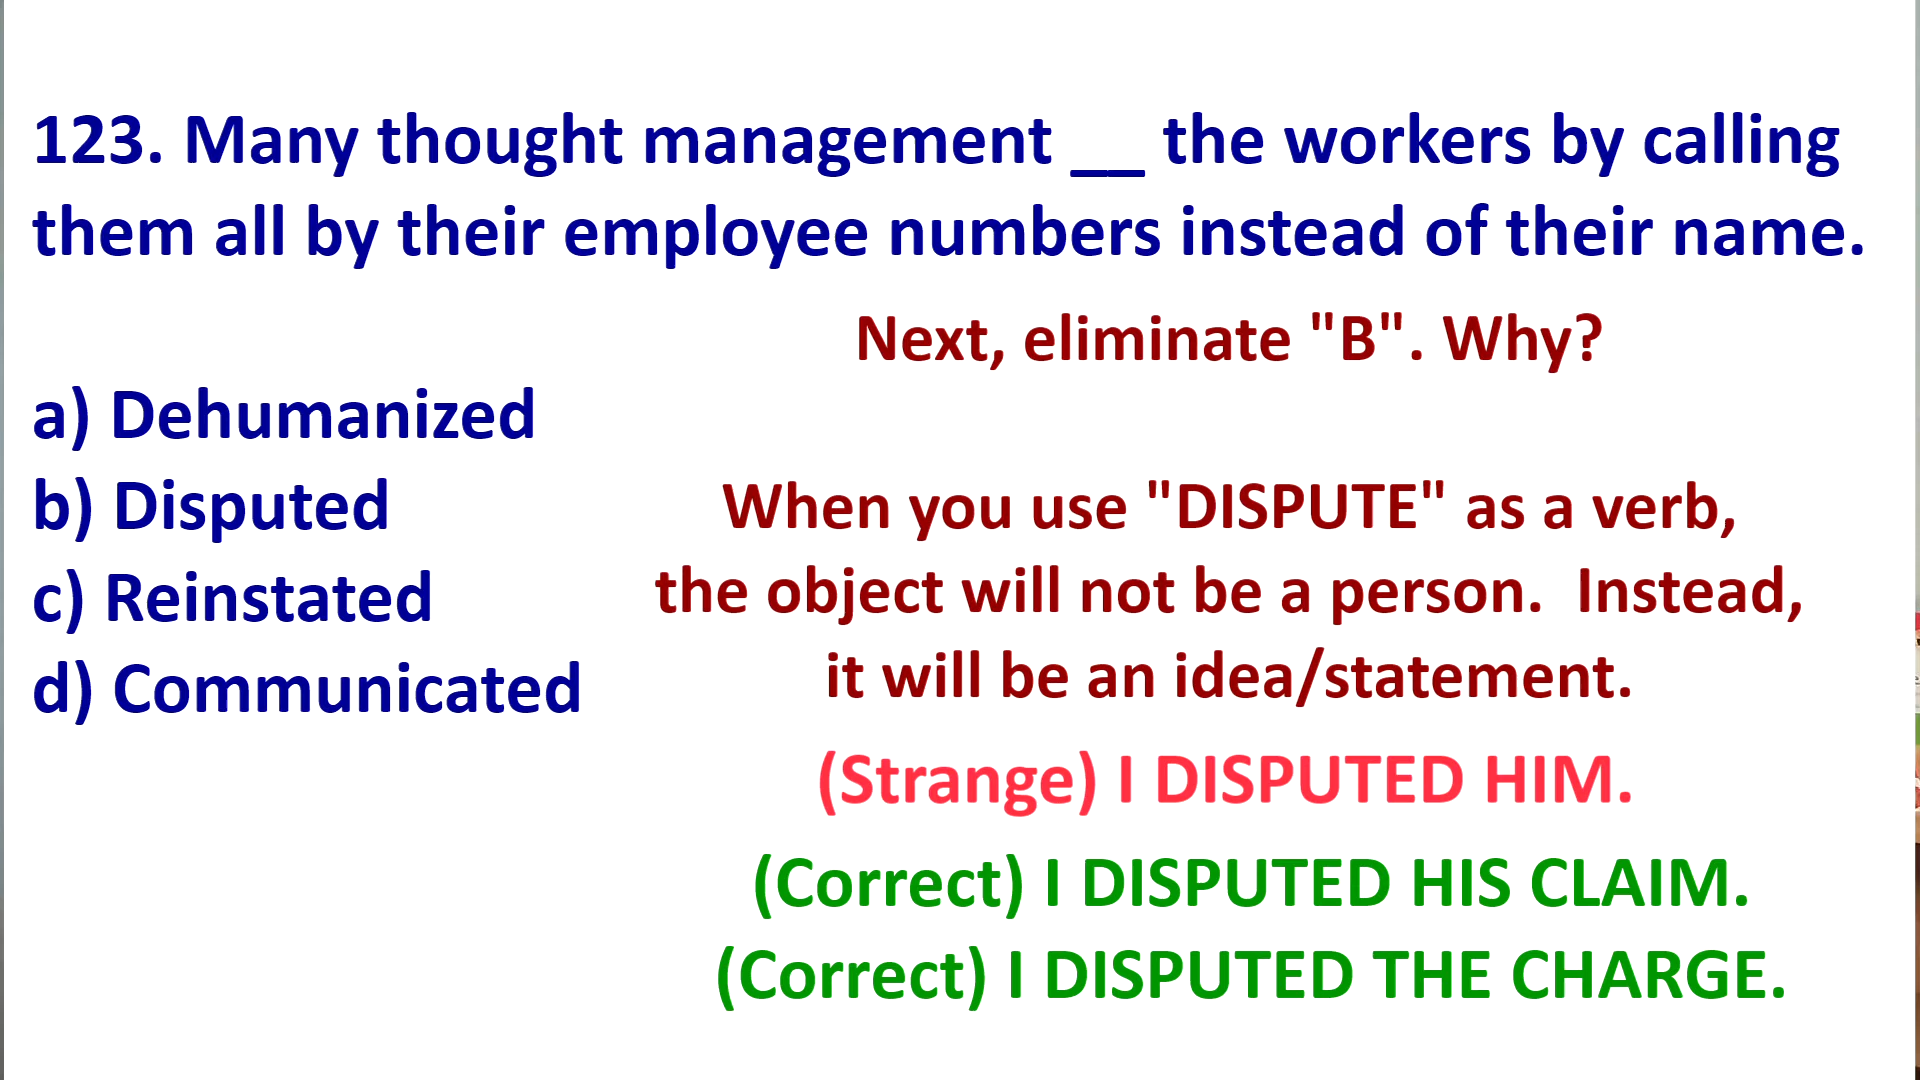 123. Many thought management __ the workers by calling
them all by their employee numbers instead of their name.
Next, eliminate "B". Why?
a) Dehumanized
b) Disputed
c) Reinstated
d) Communicated
When you use "DISPUTE" as a verb,
the object will not be a person. Instead,
it will be an idea/statement.
(Strange) I DISPUTED HIM.
(Correct) I DISPUTED HIS CLAIM.
(Correct) I DISPUTED THE CHARGE.